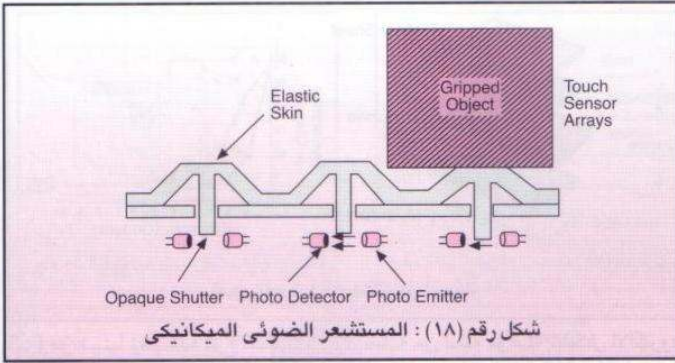 Elastic
Skin
Gripped
Object
Touch
Sensor
Arrays
Opaque Shutter Photo Detector Photo Emitter
شكل رقم (١٨) : المستشعر الضوئى الميكانيكى